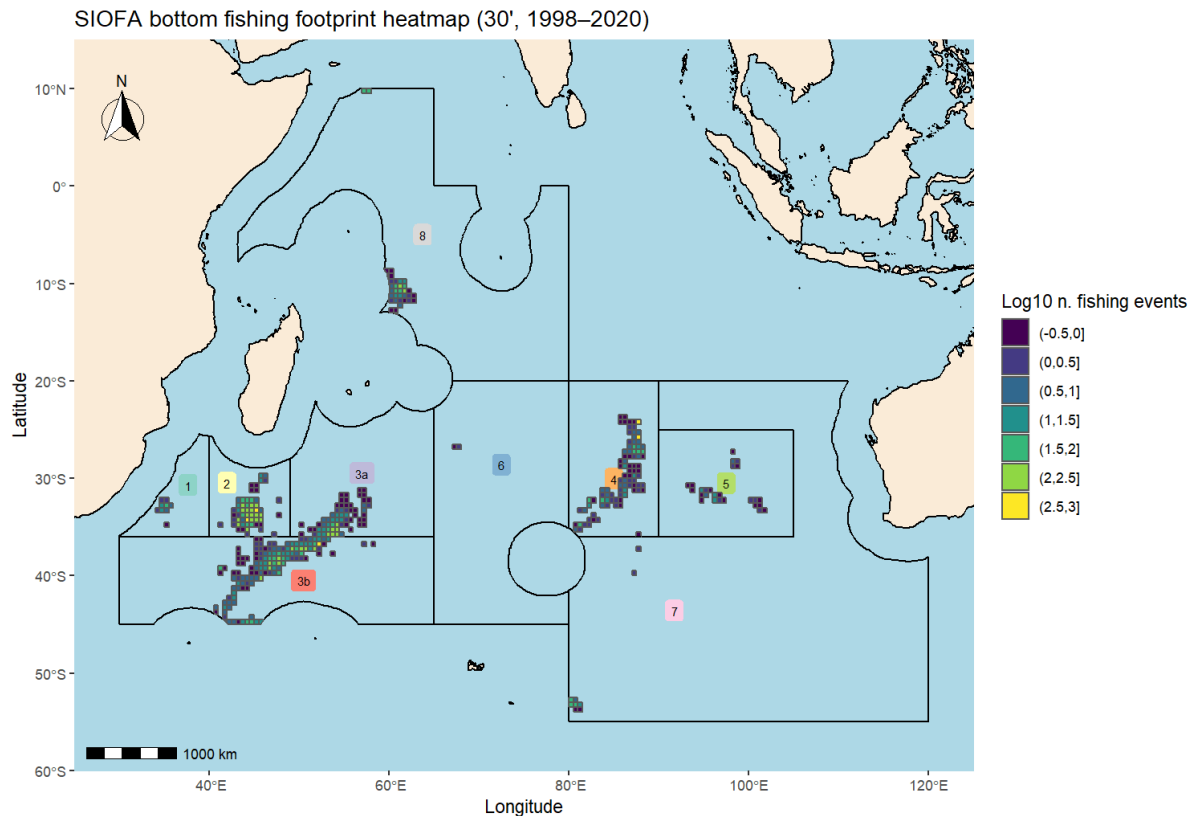 SIOFA bottom fishing footprint heatmap (30', 1998–2020)
N
10°N
0°
10°S
20°S
30°S
40°S
50°S
60°S
Latitude
8
1
2
3a
6
4
5
3b
7
1000 km
40°E
60°E
80°E
100°E
120°E
Longitude
Log10 n. fishing events
(-0.5,0]
(0,0.5]
(0.5,1]
(1,1.5]
(1.5,2]
(2,2.5]
(2.5,3]